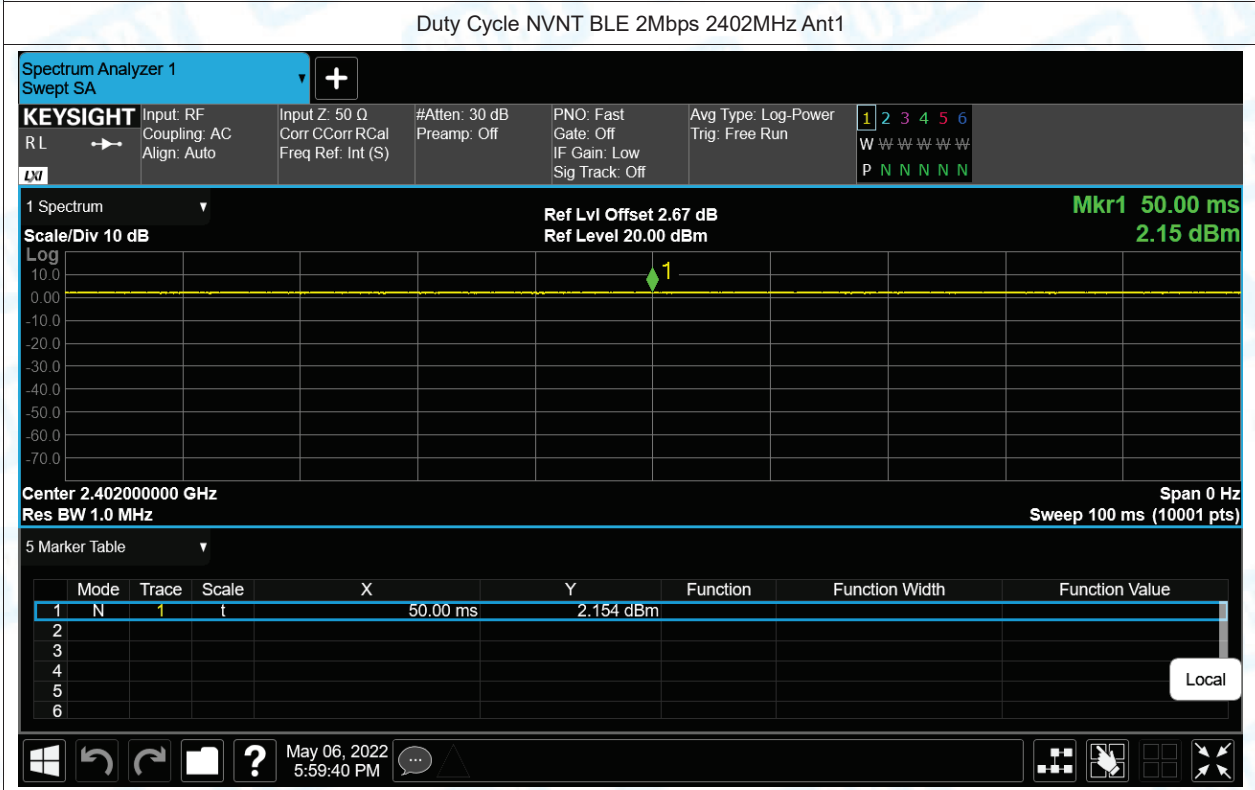 Duty Cycle NVNT BLE 2Mbps 2402MHz Ant1
Spectrum Analyzer 1
Swept SA
KEYSIGHT
RL
LXI
Input: RF
Coupling: AC
Align: Auto
Input Z: 50 Ω
Corr CCorr RCal
Freq Ref: Int (S)
#Atten: 30 dB
Preamp: Off
PNO: Fast
Gate: Off
IF Gain: Low
Sig Track: Off
Avg Type: Log-Power
Trig: Free Run
1 2 3 4 5 6
W W W W W W
P N N N N N
1 Spectrum
Scale/Div 10 dB
Log
Ref Lvl Offset 2.67 dB
Ref Level 20.00 dBm
Mkr1 50.00 ms
2.15 dBm
1
10.0
0.00
-10.0
-20.0
-30.0
-40.0
-50.0
-60.0
-70.0
Center 2.402000000 GHz
Res BW 1.0 MHz
Span 0 Hz
Sweep 100 ms (10001 pts)
5 Marker Table
Mode Trace Scale X Y Function Function Width Function Value
1 N 1 t 50.00 ms 2.154 dBm
2
3
4
5
6
Local
?
May 06, 2022
5:59:40 PM